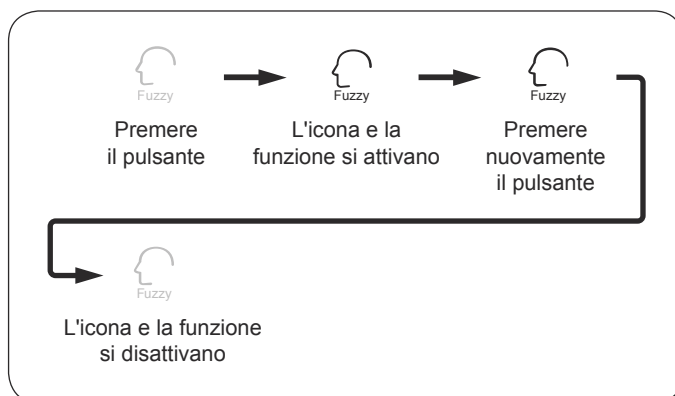 Fuzzy
Premere
il pulsante
Fuzzy
L'icona e la
funzione si attivano
Fuzzy
Premere
nuovamente
il pulsante
Fuzzy
L'icona e la funzione
si disattivano